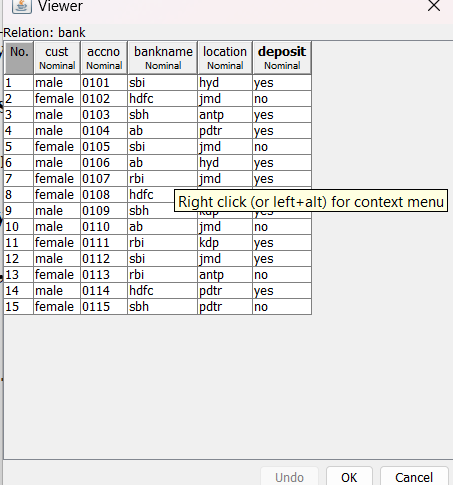 Viewer
Relation: bank
No. cust accno bankname location deposit
Nominal Nominal Nominal Nominal Nominal
1 male 0101 sbi hyd yes
2 female 0102 hdfc jmd no
3 male 0103 sbh antp yes
4 male 0104 ab pdtr yes
5 female 0105 sbi jmd no
6 male 0106 ab hyd yes
7 female 0107 rbi jmd yes
8 female 0108 hdfc
Right click (or left+alt) for context menu
9 male 0109 sbh kdp yes
10 male 0110 ab jmd no
11 female 0111 rbi kdp yes
12 male 0112 sbi jmd yes
13 female 0113 rbi antp no
14 male 0114 hdfc pdtr yes
15 female 0115 sbh pdtr no
Undo OK Cancel